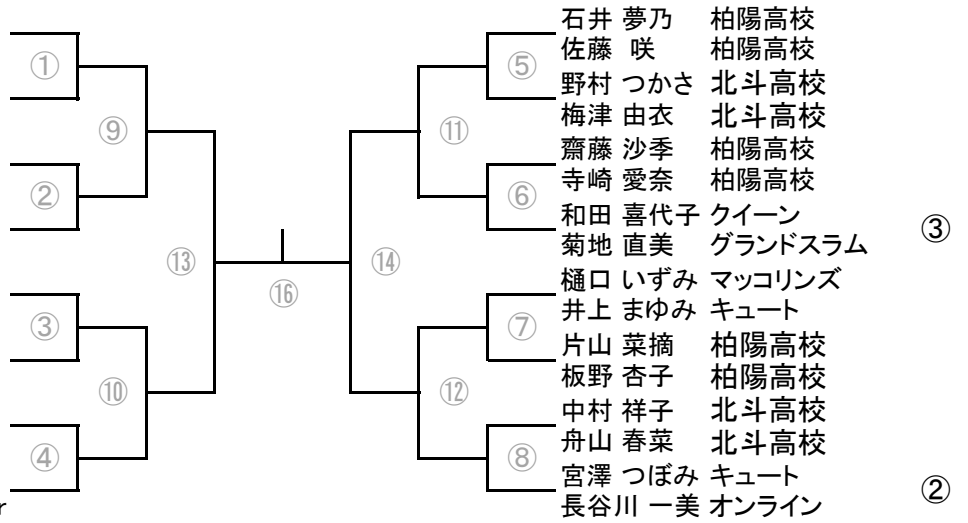 石井 夢乃 柏陽高校
① ⑤ 佐藤 咲 柏陽高校
野村 つかさ 北斗高校
⑨ ⑪ 梅津 由衣 北斗高校
齋藤 沙季 柏陽高校
② ⑥ 寺崎 愛奈 柏陽高校
和田 喜代子 クイーン ③
菊地 直美 グランドスラム
⑬ ⑯ ⑭
樋口 いずみ マッコリンズ
③ ⑦ 井上 まゆみ キュート
片山 菜摘 柏陽高校
⑩ ⑫ 板野 杏子 柏陽高校
中村 祥子 北斗高校
④ ⑧ 舟山 春菜 北斗高校
宮澤 つぼみ キュート ②
r 長谷川 一美 オンライン